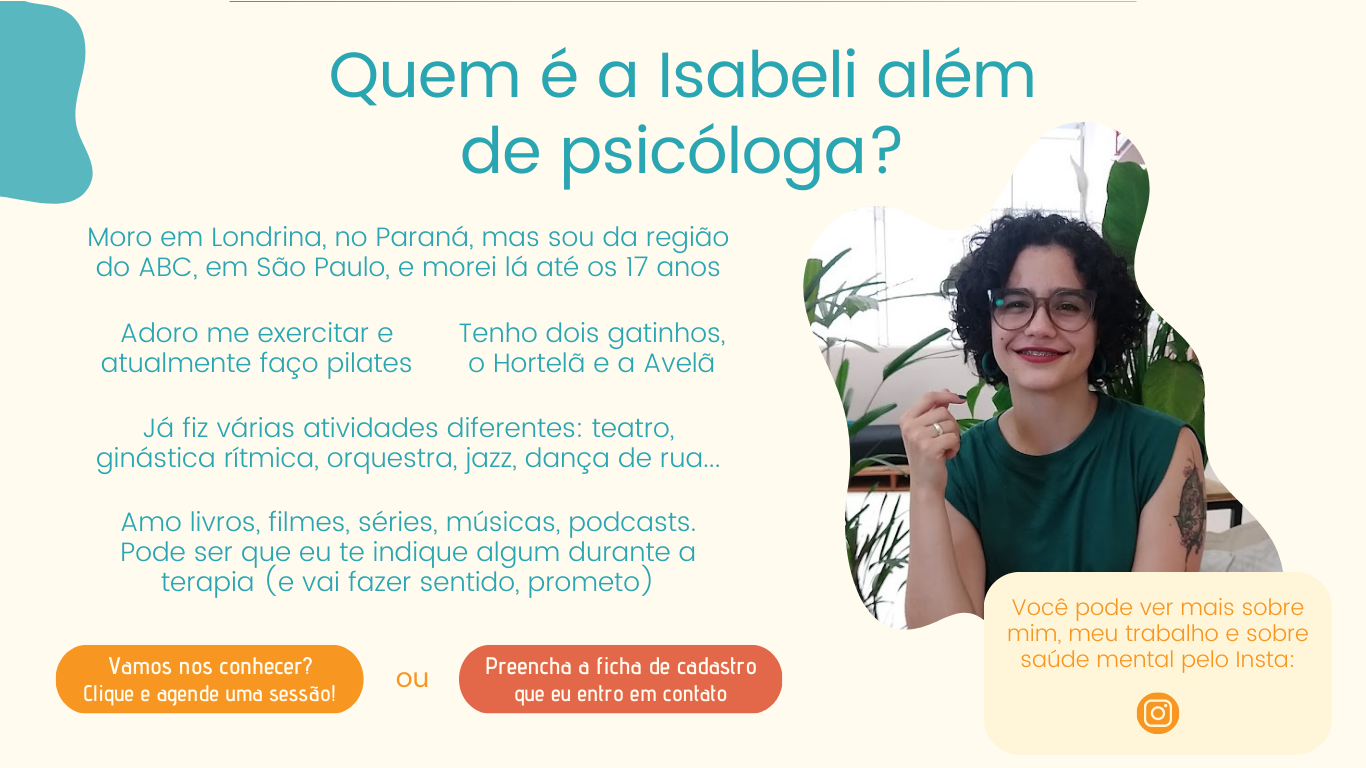 Quem é a Isabeli além
de psicóloga?
Moro em Londrina, no Paraná, mas sou da região
do ABC, em São Paulo, e morei lá até os 17 anos
Adoro me exercitar e
atualmente faço pilates
Tenho dois gatinhos,
o Hortelã e a Avelã
Já fiz várias atividades diferentes: teatro,
ginástica rítmica, orquestra, jazz, dança de rua...
Amo livros, filmes, séries, músicas, podcasts.
Pode ser que eu te indique algum durante a
terapia (e vai fazer sentido, prometo)
Vamos nos conhecer?
Clique e agende uma sessão!
ou
Preencha a ficha de cadastro
que eu entro em contato
Você pode ver mais sobre
mim, meu trabalho e sobre
saúde mental pelo Insta: